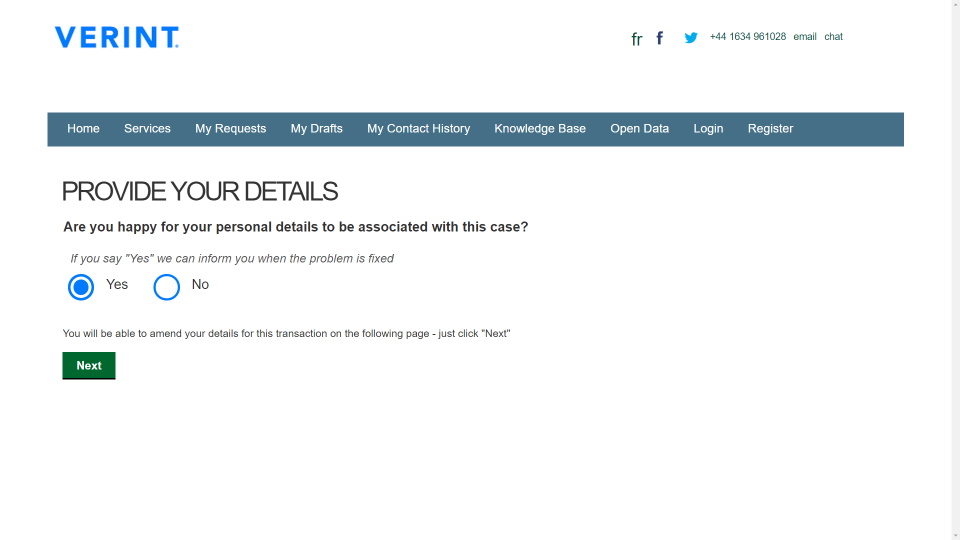 VERINT.
fr f +44 1634 961028 email chat
Home Services My Requests My Drafts My Contact History Knowledge Base Open Data Login Register
PROVIDE YOUR DETAILS
Are you happy for your personal details to be associated with this case?
If you say "Yes" we can inform you when the problem is fixed
Yes No
You will be able to amend your details for this transaction on the following page - just click "Next"
Next